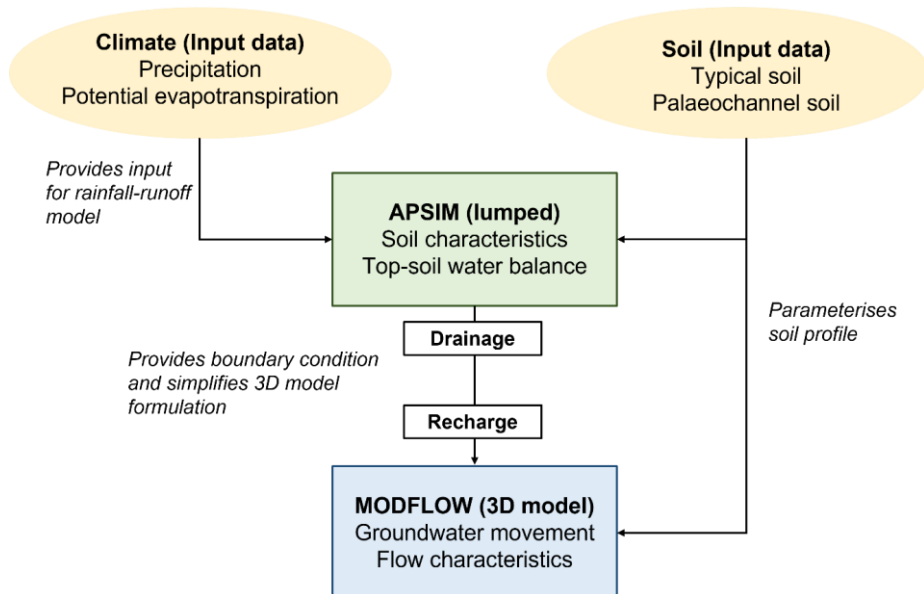 Climate (Input data)
Precipitation
Potential evapotranspiration
Soil (Input data)
Typical soil
Palaeochannel soil
Provides input
for rainfall-runoff
model
APSIM (lumped)
Soil characteristics
Top-soil water balance
Parameterises
soil profile
Drainage
Provides boundary condition
and simplifies 3D model
formulation
Recharge
MODFLOW (3D model)
Groundwater movement
Flow characteristics